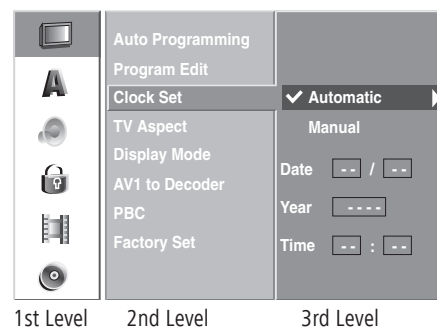 A
Auto Programming
Program Edit
Clock Set
TV Aspect
Display Mode
AV1 to Decoder
PBC
Factory Set
✔ Automatic
Manual
Date -- / --
Year ----
Time -- : --
1st Level 2nd Level 3rd Level